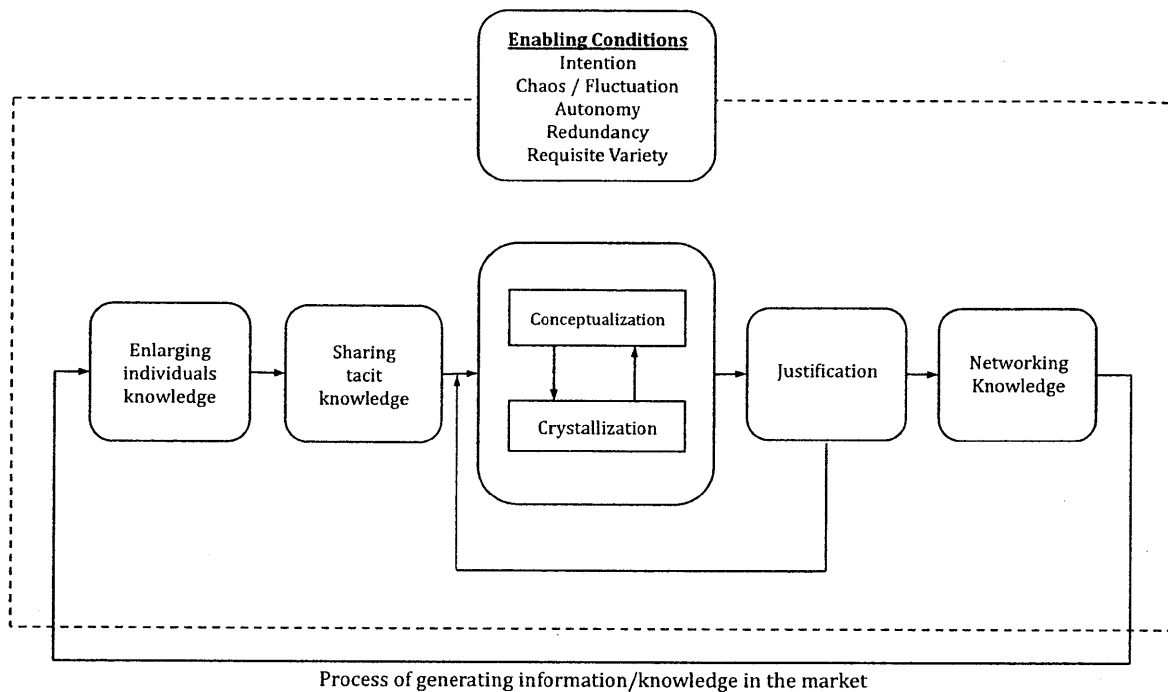 Enabling Conditions
Intention
Chaos / Fluctuation
Autonomy
Redundancy
Requisite Variety
Enlarging
individuals
knowledge
Sharing
tacit
knowledge
Conceptualization
Crystallization
Justification
Networking
Knowledge
Process of generating information/knowledge in the market